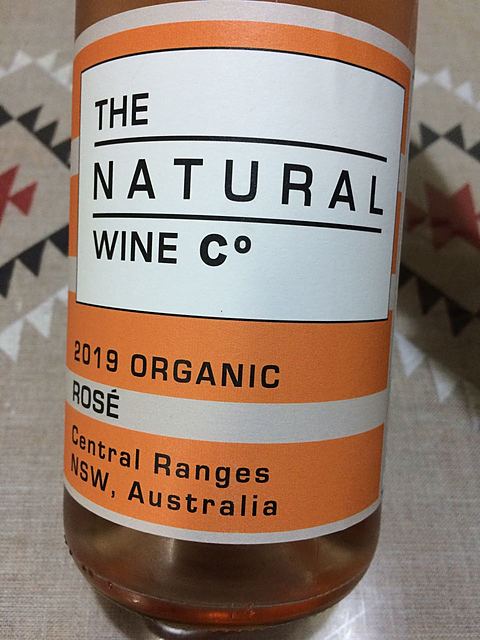 THE
NATURAL
WINE Cº
2019 ORGANIC
ROSÉ
Central Ranges
NSW, Australia